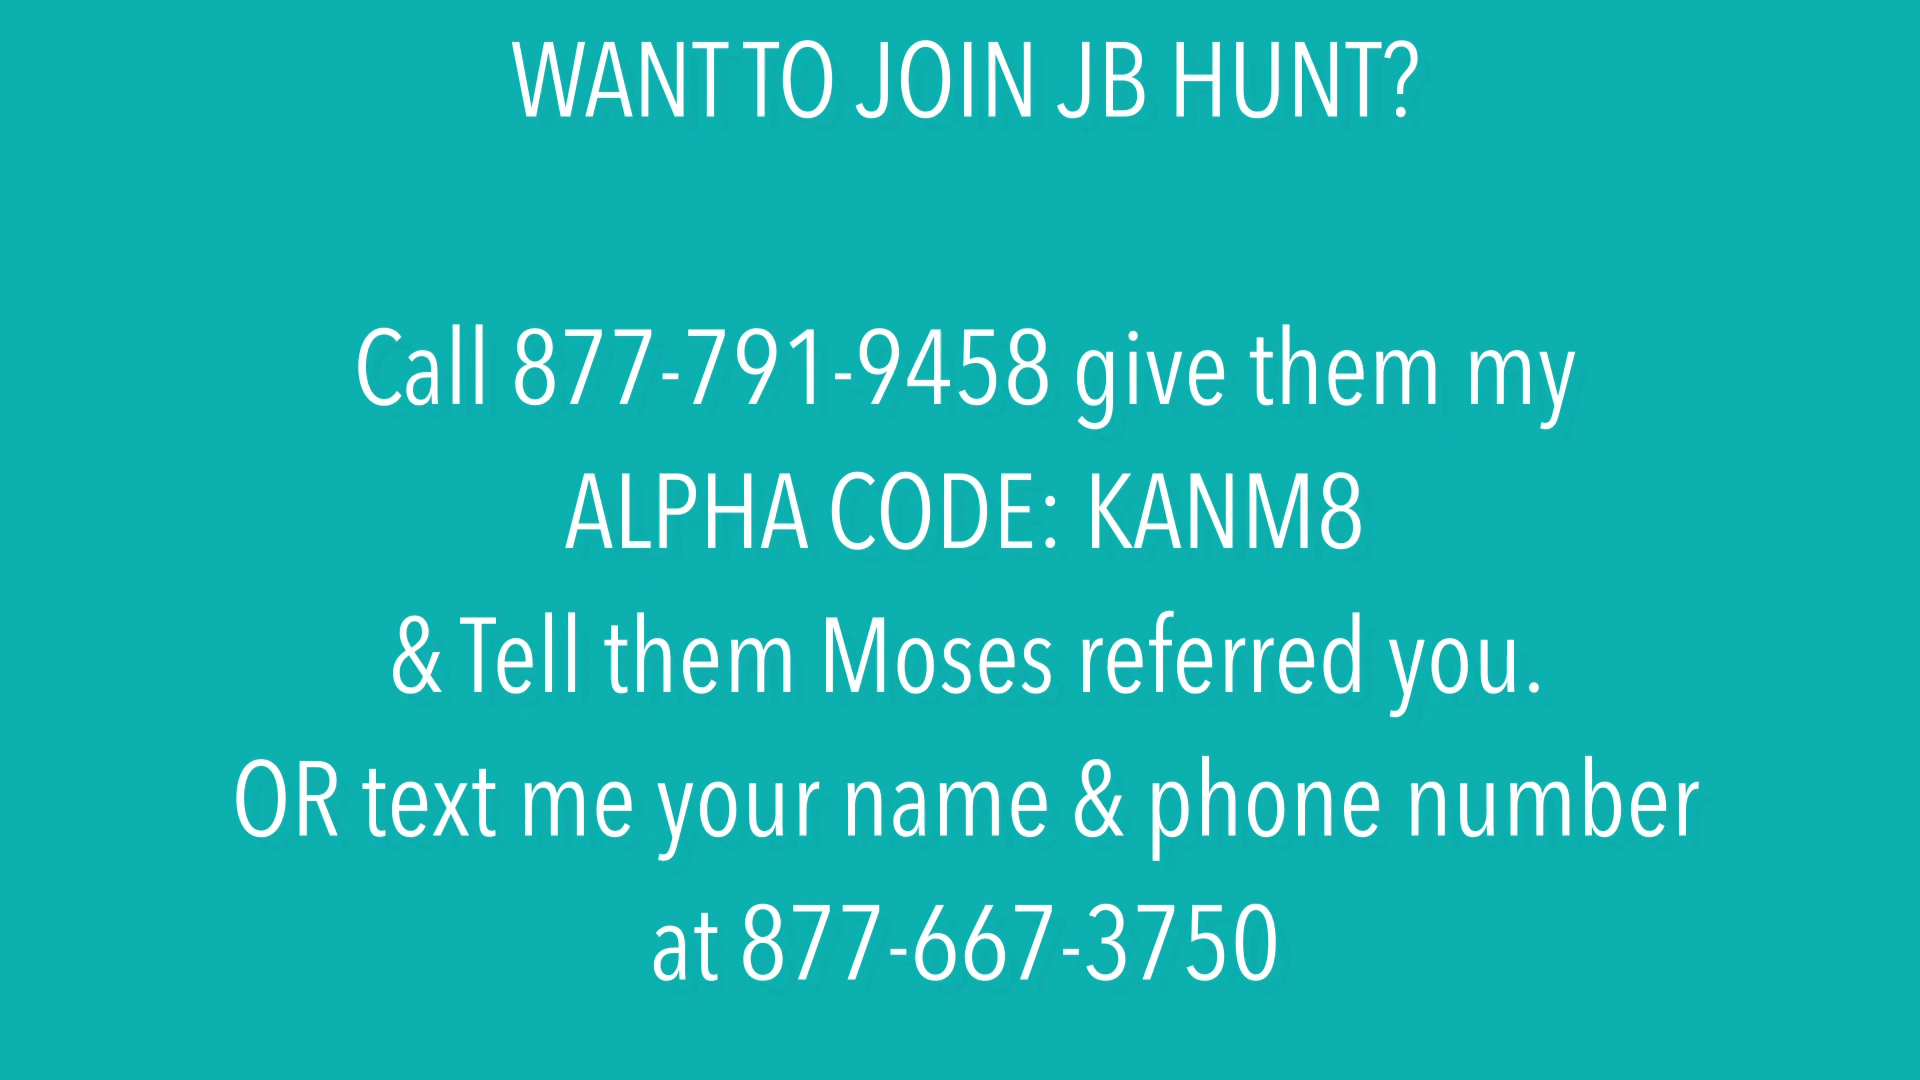 WANT TO JOIN JB HUNT?
Call 877-791-9458 give them my
ALPHA CODE: KANM8
& Tell them Moses referred you.
OR text me your name & phone number
at 877-667-3750